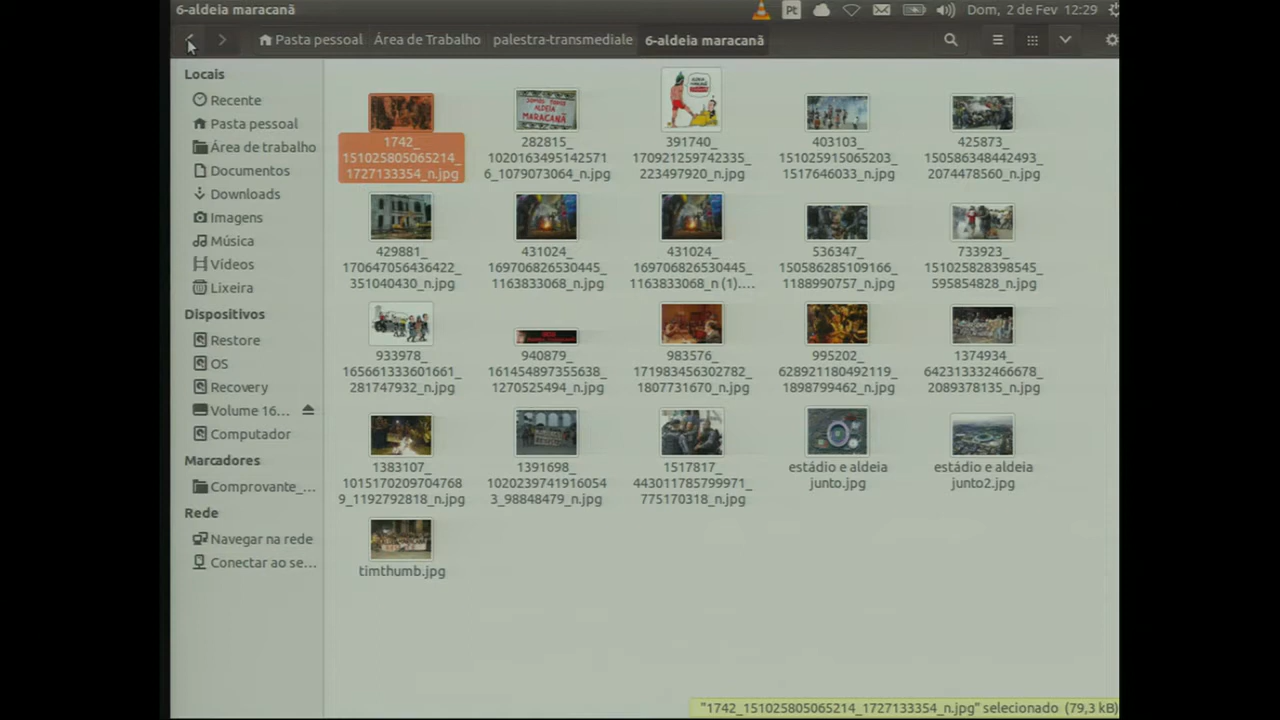 6-aldeia maracanã
Pt
Dom, 2 de Fev 12:29
Pasta pessoal
Área de Trabalho
palestra-transmediale
6-aldeia maracanã
Locais
Recente
Pasta pessoal
Área de trabalho
Documentos
Downloads
Imagens
Música
Vídeos
Lixeira
Dispositivos
Restore
OS
Recovery
Volume 16...
Computador
Marcadores
Comprovante_...
Rede
Navegar na rede
Conectar ao se...
1742_
151025805065214_
1727133354_n.jpg
282815_
1020163495142571
6_1079073064_n.jpg
391740_
170921259742335_
223497920_n.jpg
403103_
151025915065203_
1517646033_n.jpg
425873_
150586348442493_
2074478560_n.jpg
429881_
170647056436422_
351040430_n.jpg
431024_
169706826530445_
1163833068_n.jpg
431024_
169706826530445_
1163833068_n (1)....
536347_
150586285109166_
1188990757_n.jpg
733923_
151025828398545_
595854828_n.jpg
933978_
165661333601661_
281747932_n.jpg
940879_
161454897355638_
1270525494_n.jpg
983576_
171983456302782_
1807731670_n.jpg
995202_
628921180492119_
1898799462_n.jpg
1374934_
642313332466678_
2089378135_n.jpg
1383107_
1015170209704768
9_1192792818_n.jpg
1391698_
1020239741916054
3_98848479_n.jpg
1517817_
443011785799971_
775170318_n.jpg
estádio e aldeia
junto.jpg
estádio e aldeia
junto2.jpg
timthumb.jpg
"1742_151025805065214_1727133354_n.jpg" selecionado (79,3 kB)